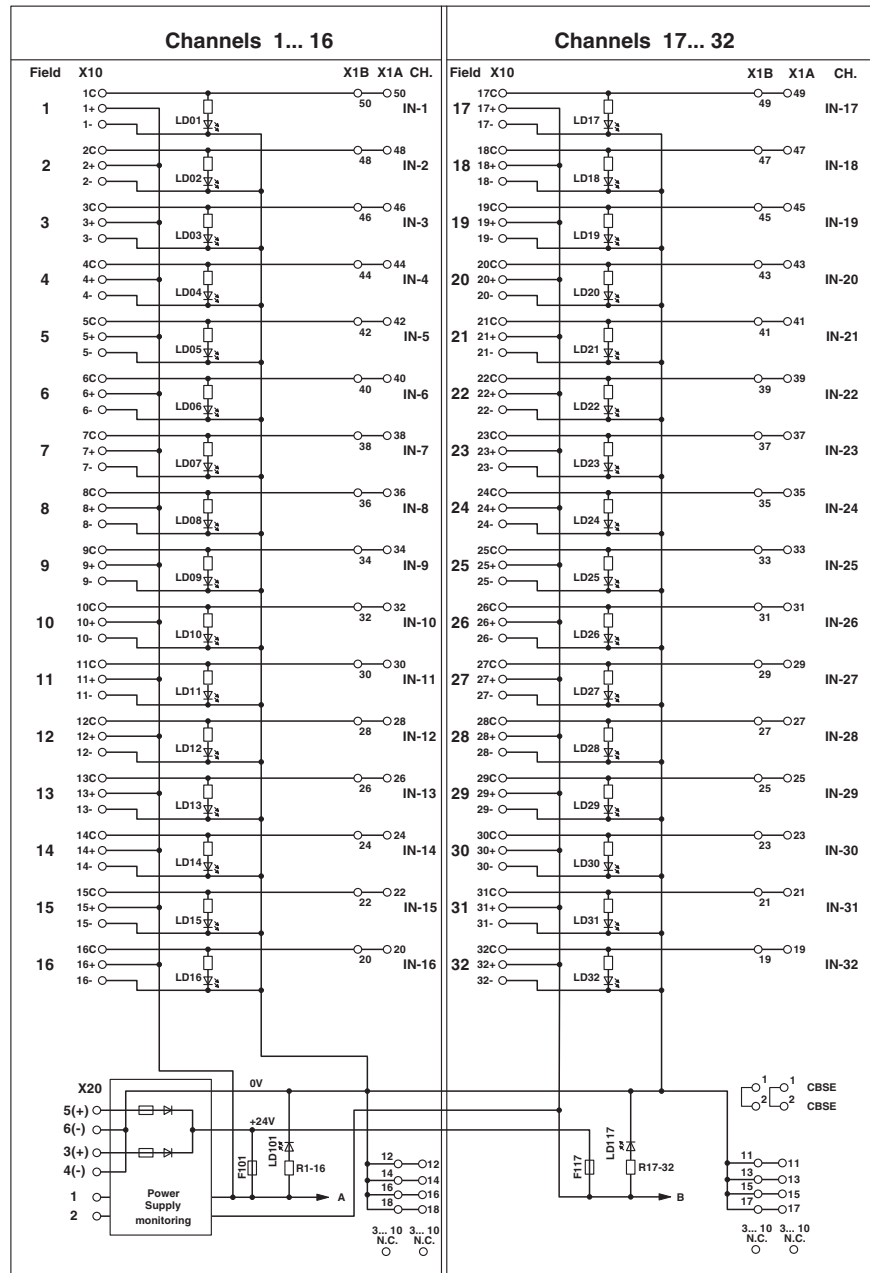 Channels 1... 16
Field X10 X1B X1A CH.
1 1C 1+ 1- LD01 50 50 IN-1
2 2C 2+ 2- LD02 48 48 IN-2
3 3C 3+ 3- LD03 46 46 IN-3
4 4C 4+ 4- LD04 44 44 IN-4
5 5C 5+ 5- LD05 42 42 IN-5
6 6C 6+ 6- LD06 40 40 IN-6
7 7C 7+ 7- LD07 38 38 IN-7
8 8C 8+ 8- LD08 36 36 IN-8
9 9C 9+ 9- LD09 34 34 IN-9
10 10C 10+ 10- LD10 32 32 IN-10
11 11C 11+ 11- LD11 30 30 IN-11
12 12C 12+ 12- LD12 28 28 IN-12
13 13C 13+ 13- LD13 26 26 IN-13
14 14C 14+ 14- LD14 24 24 IN-14
15 15C 15+ 15- LD15 22 22 IN-15
16 16C 16+ 16- LD16 20 20 IN-16
Channels 17... 32
Field X10 X1B X1A CH.
17 17C 17+ 17- LD17 49 49 IN-17
18 18C 18+ 18- LD18 47 47 IN-18
19 19C 19+ 19- LD19 45 45 IN-19
20 20C 20+ 20- LD20 43 43 IN-20
21 21C 21+ 21- LD21 41 41 IN-21
22 22C 22+ 22- LD22 39 39 IN-22
23 23C 23+ 23- LD23 37 37 IN-23
24 24C 24+ 24- LD24 35 35 IN-24
25 25C 25+ 25- LD25 33 33 IN-25
26 26C 26+ 26- LD26 31 31 IN-26
27 27C 27+ 27- LD27 29 29 IN-27
28 28C 28+ 28- LD28 27 27 IN-28
29 29C 29+ 29- LD29 25 25 IN-29
30 30C 30+ 30- LD30 23 23 IN-30
31 31C 31+ 31- LD31 21 21 IN-31
32 32C 32+ 32- LD32 19 19 IN-32
X20
5(+)
6(-)
3(+)
4(-)
1
2
Power
Supply
monitoring
0V
+24V
F101
LD101
R1-16
A
12 12
14 14
16 16
18 18
3... 10 3... 10
N.C. N.C.
F117
LD117
R17-32
B
1 1 CBSE
2 2 CBSE
11 11
13 13
15 15
17 17
3... 10 3... 10
N.C. N.C.